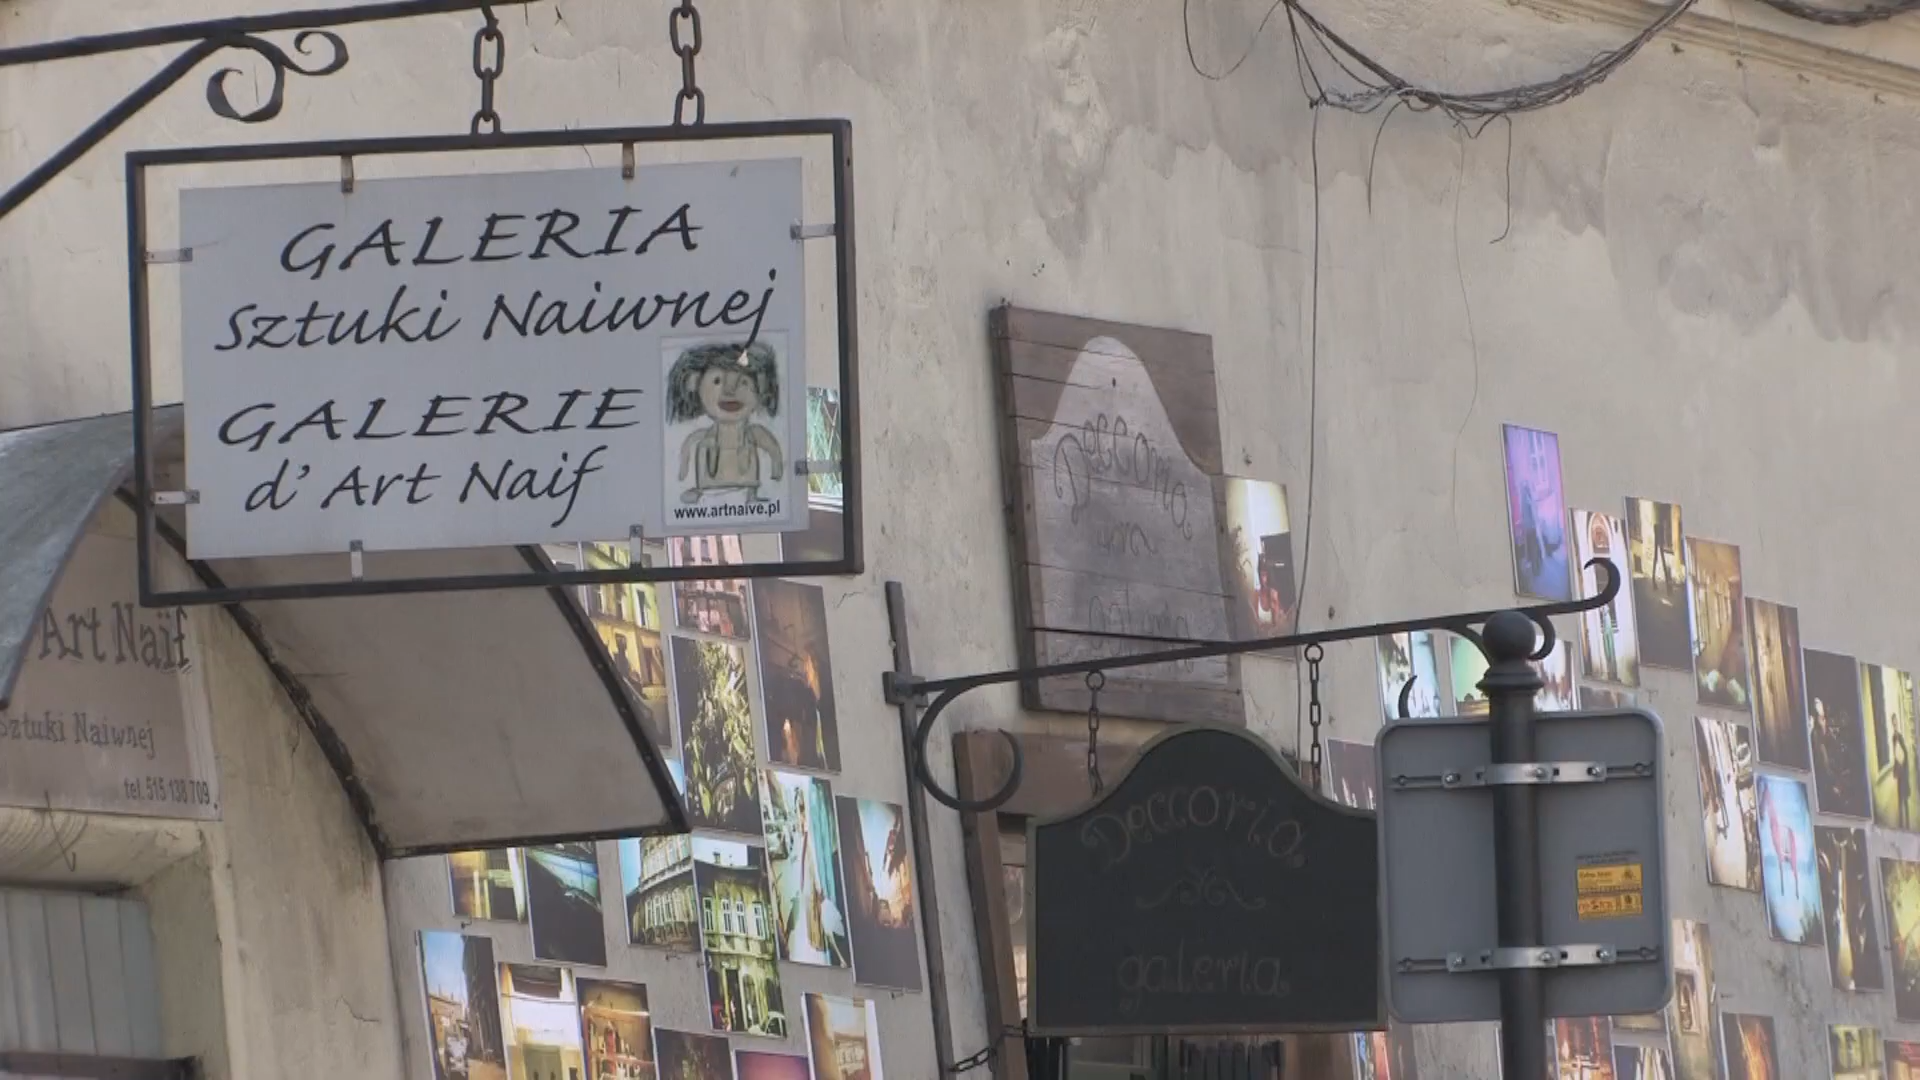 GALERIA
Sztuki Naiwnej
GALERIE
d' Art Naif
www.artnaive.pl
Art Naïf
Sztuki Naiwnej
tel. 515 138 709
Deccoria
galeria
Deccoria
galeria